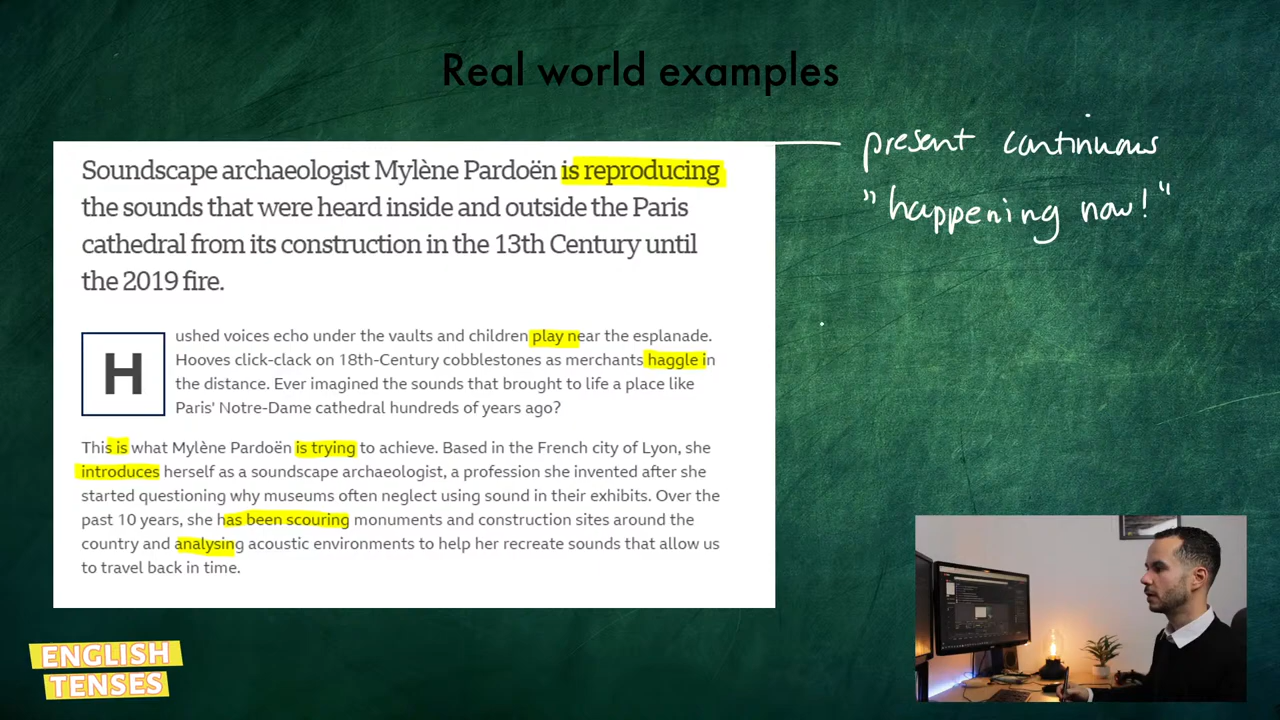 Real world examples
present continuous
"happening now!"
Soundscape archaeologist Mylène Pardoën is reproducing
the sounds that were heard inside and outside the Paris
cathedral from its construction in the 13th Century until
the 2019 fire.
Hushed voices echo under the vaults and children play near the esplanade.
Hooves click-clack on 18th-Century cobblestones as merchants haggle in
the distance. Ever imagined the sounds that brought to life a place like
Paris' Notre-Dame cathedral hundreds of years ago?
This is what Mylène Pardoën is trying to achieve. Based in the French city of Lyon, she
introduces herself as a soundscape archaeologist, a profession she invented after she
started questioning why museums often neglect using sound in their exhibits. Over the
past 10 years, she has been scouring monuments and construction sites around the
country and analysing acoustic environments to help her recreate sounds that allow us
to travel back in time.
ENGLISH
TENSES